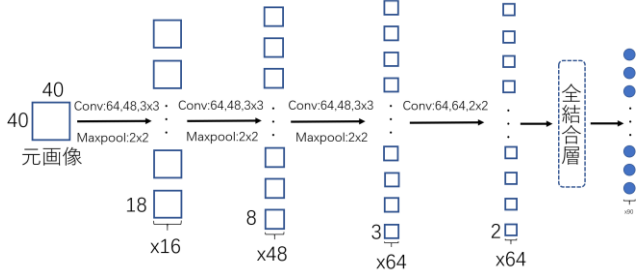 40
40
元画像
Conv:64,48,3x3
Maxpool:2x2
18
x16
Conv:64,48,3x3
Maxpool:2x2
8
x48
Conv:64,48,3x3
Maxpool:2x2
3
x64
Conv:64,64,2x2
2
x64
全結合層
x90